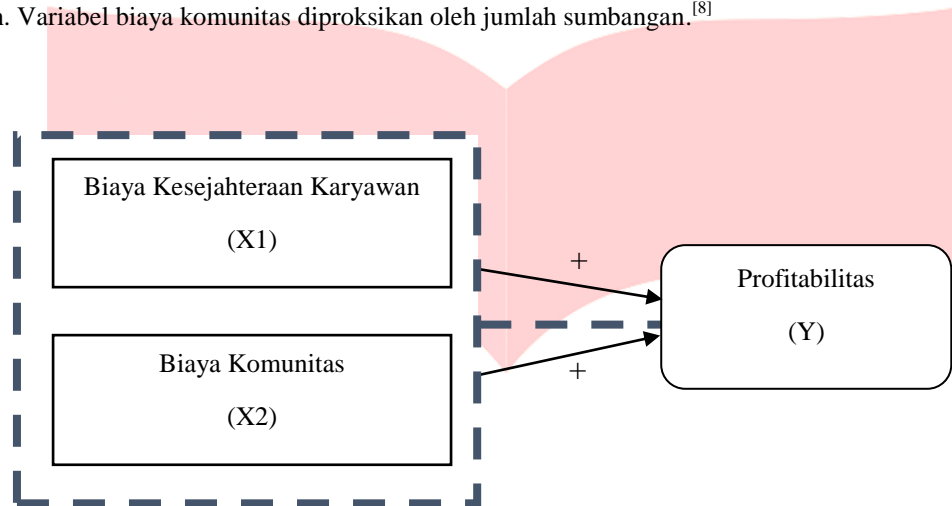 . Variabel biaya komunitas diproksikan oleh jumlah sumbangan.[8]
Biaya Kesejahteraan Karyawan
(X1)
+
Profitabilitas
(Y)
Biaya Komunitas
(X2)
+